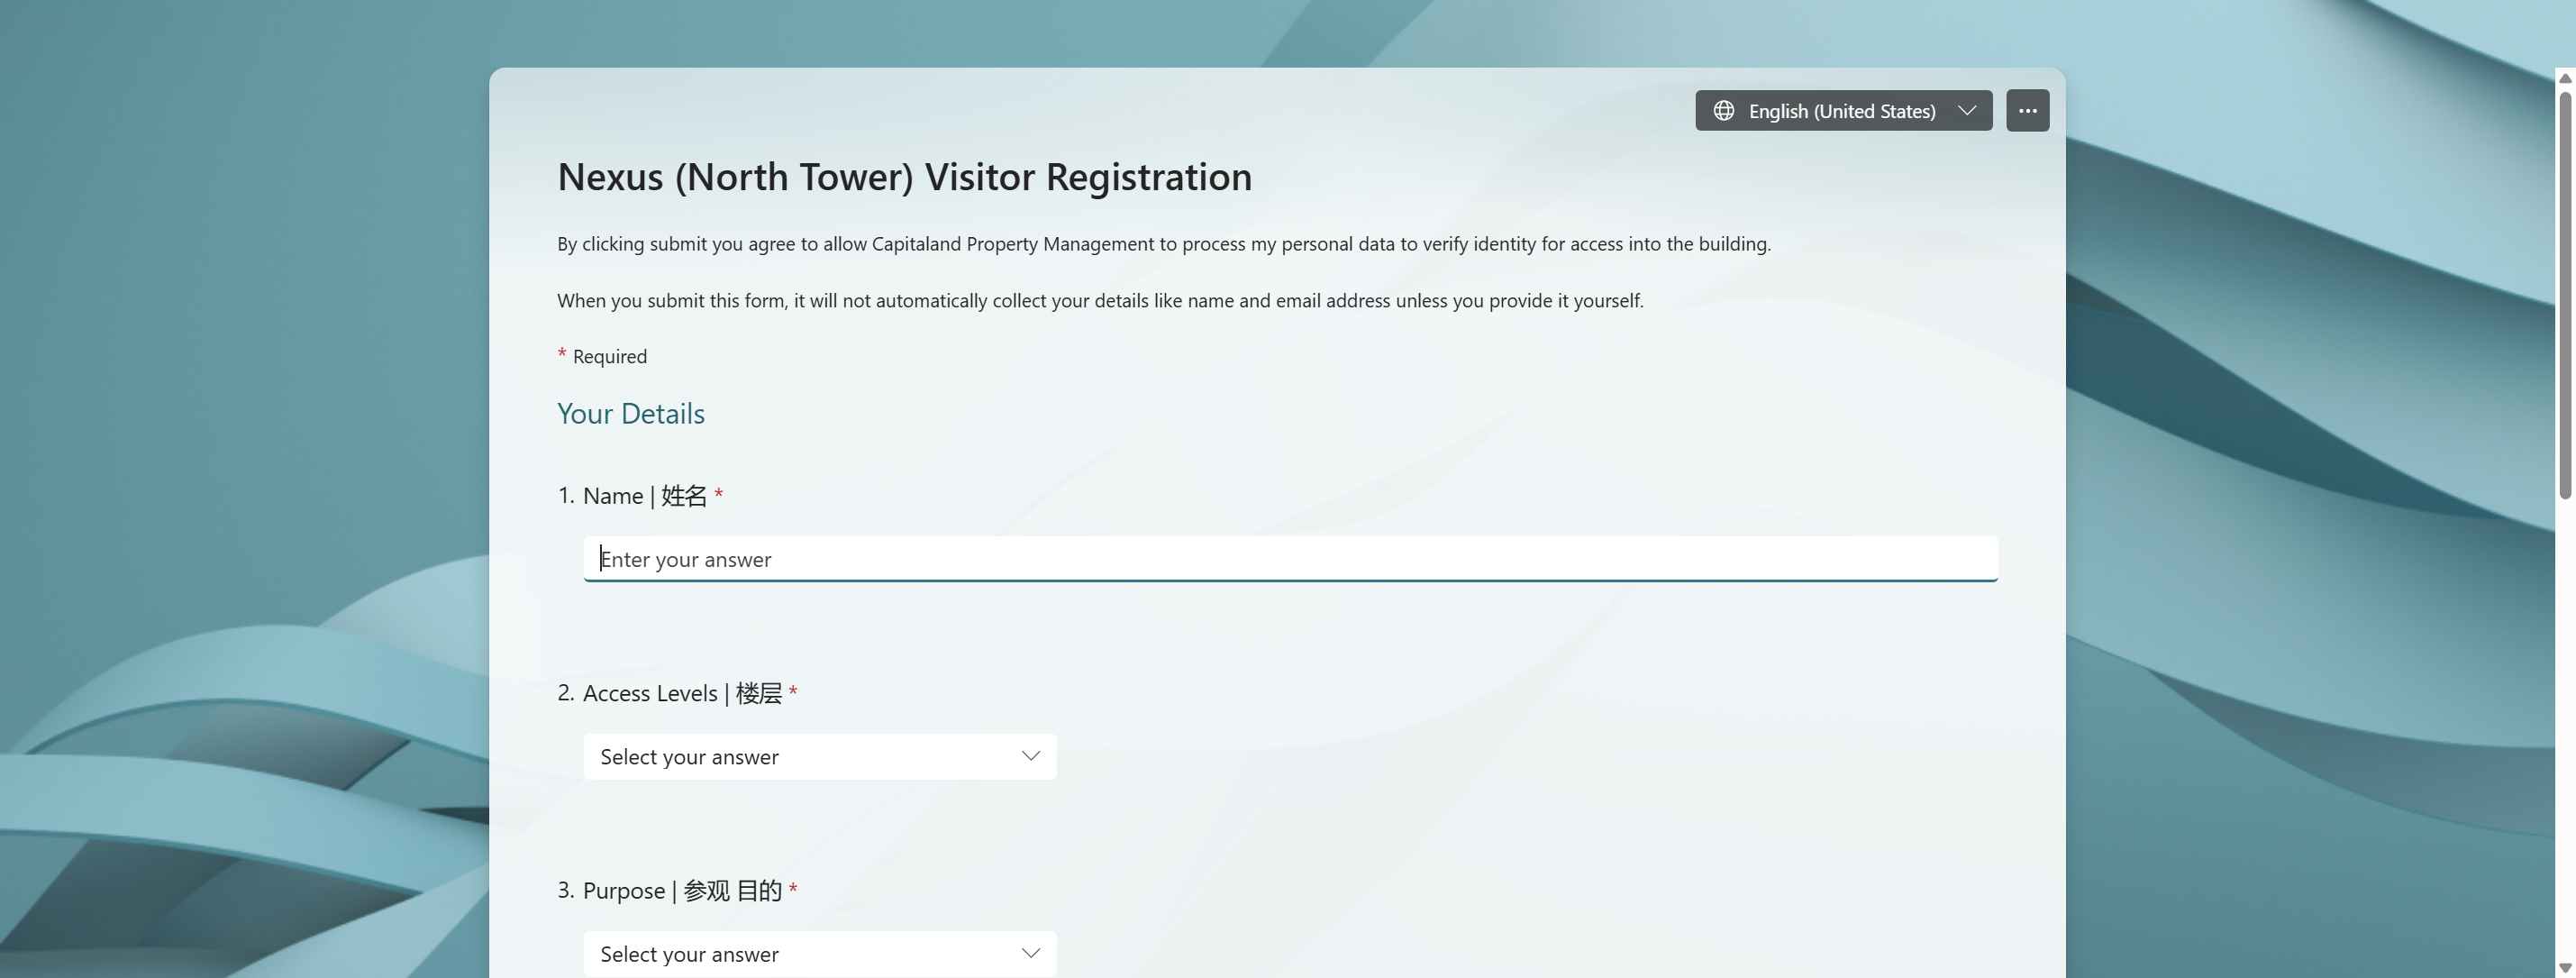 English (United States)
Nexus (North Tower) Visitor Registration
By clicking submit you agree to allow Capitaland Property Management to process my personal data to verify identity for access into the building.
When you submit this form, it will not automatically collect your details like name and email address unless you provide it yourself.
* Required
Your Details
1. Name | 姓名 *
Enter your answer
2. Access Levels | 楼层 *
Select your answer
3. Purpose | 参观 目的 *
Select your answer